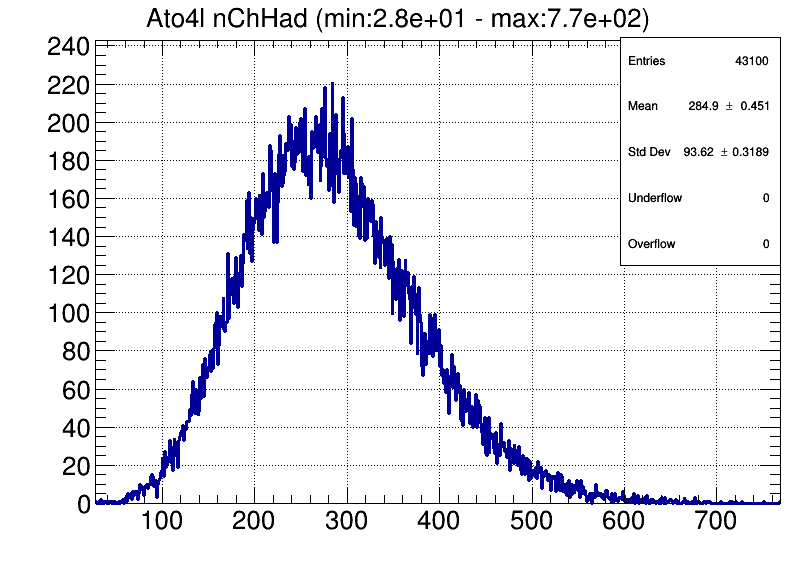 Ato4l nChHad (min:2.8e+01 - max:7.7e+02)
240
220
200
180
160
140
120
100
80
60
40
20
0
100 200 300 400 500 600 700
Entries 43100
Mean 284.9 ± 0.451
Std Dev 93.62 ± 0.3189
Underflow 0
Overflow 0